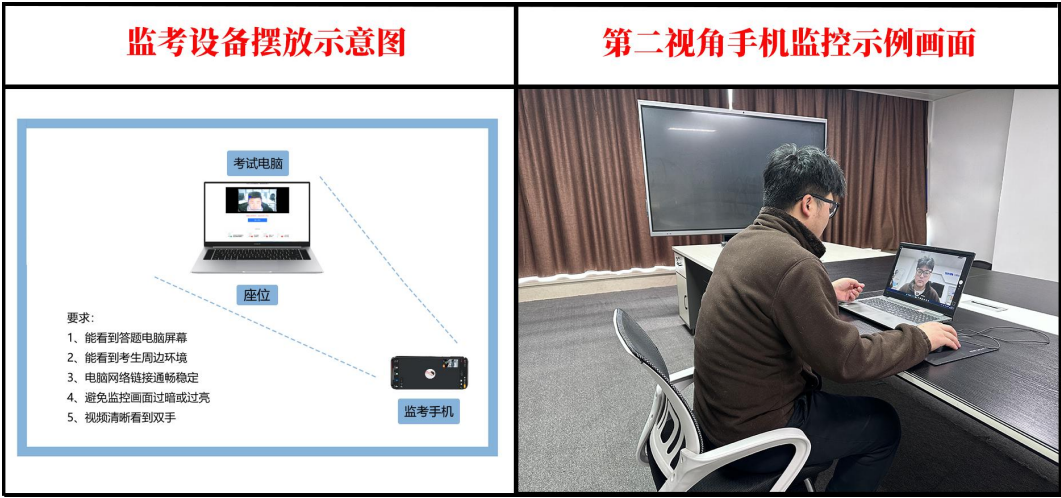 监考设备摆放示意图
第二视角手机监控示例画面
考试电脑
座位
要求：
1、能看到答题电脑屏幕
2、能看到考生周边环境
3、电脑网络链接通畅稳定
4、避免监控画面过暗或过亮
5、视频清晰看到双手
监考手机